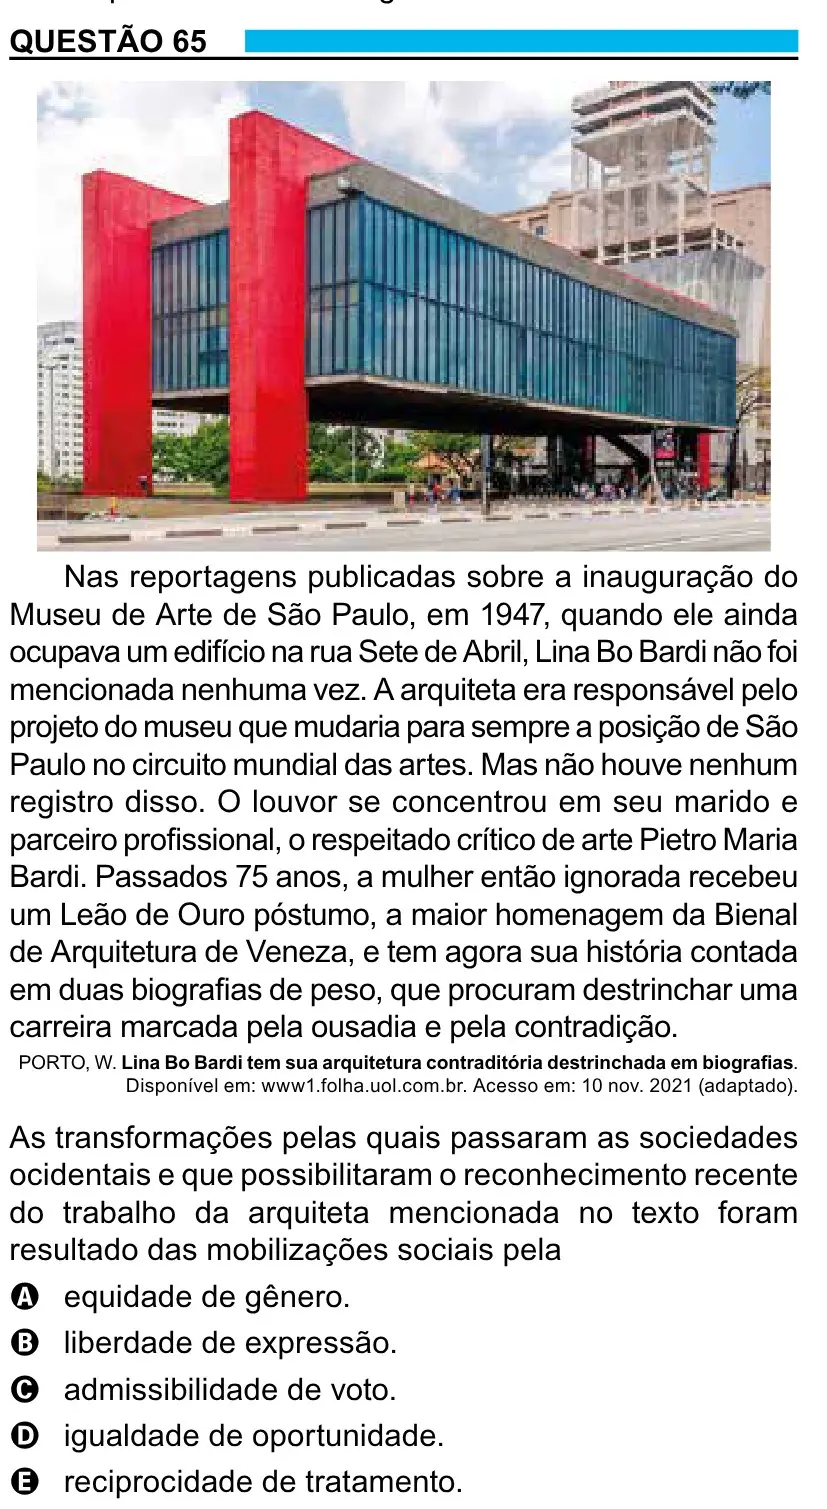 QUESTÃO 65
Nas reportagens publicadas sobre a inauguração do
Museu de Arte de São Paulo, em 1947, quando ele ainda
ocupava um edifício na rua Sete de Abril, Lina Bo Bardi não foi
mencionada nenhuma vez. A arquiteta era responsável pelo
projeto do museu que mudaria para sempre a posição de São
Paulo no circuito mundial das artes. Mas não houve nenhum
registro disso. O louvor se concentrou em seu marido e
parceiro profissional, o respeitado crítico de arte Pietro Maria
Bardi. Passados 75 anos, a mulher então ignorada recebeu
um Leão de Ouro póstumo, a maior homenagem da Bienal
de Arquitetura de Veneza, e tem agora sua história contada
em duas biografias de peso, que procuram destrinchar uma
carreira marcada pela ousadia e pela contradição.
PORTO, W. Lina Bo Bardi tem sua arquitetura contraditória destrinchada em biografias.
Disponível em: www1.folha.uol.com.br. Acesso em: 10 nov. 2021 (adaptado).
As transformações pelas quais passaram as sociedades
ocidentais e que possibilitaram o reconhecimento recente
do trabalho da arquiteta mencionada no texto foram
resultado das mobilizações sociais pela
A equidade de gênero.
B liberdade de expressão.
C admissibilidade de voto.
D igualdade de oportunidade.
E reciprocidade de tratamento.